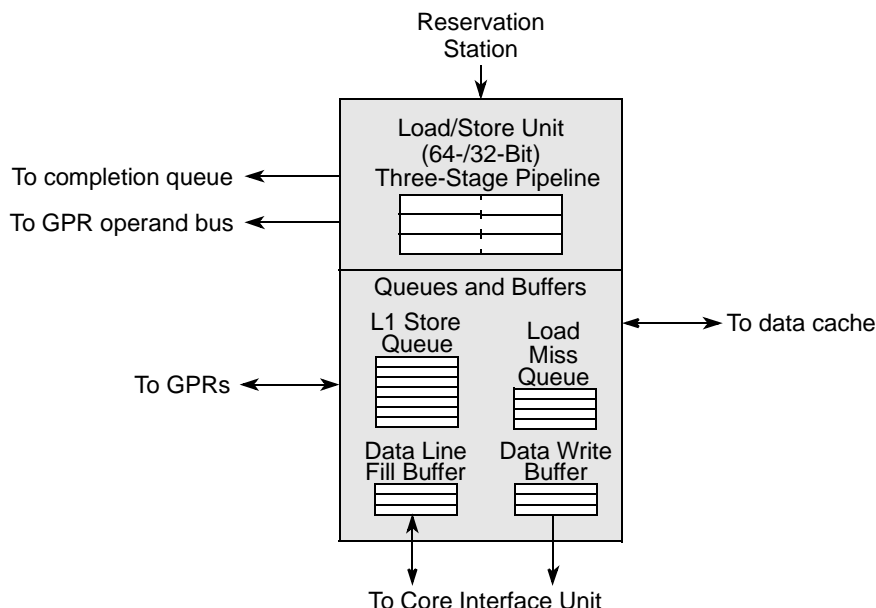 Reservation
Station
Load/Store Unit
(64-/32-Bit)
Three-Stage Pipeline
To completion queue
To GPR operand bus
Queues and Buffers
L1 Store
Queue
Load
Miss
Queue
To data cache
To GPRs
Data Line
Fill Buffer
Data Write
Buffer
To Core Interface Unit